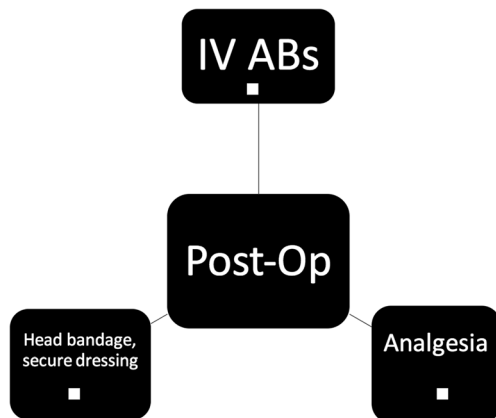 IV ABs
Post-Op
Head bandage,
secure dressing
Analgesia